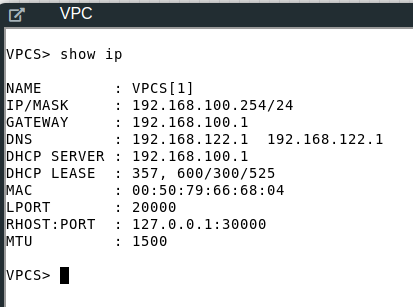 VPC
VPCS> show ip
NAME        : VPCS[1]
IP/MASK     : 192.168.100.254/24
GATEWAY     : 192.168.100.1
DNS         : 192.168.122.1  192.168.122.1
DHCP SERVER : 192.168.100.1
DHCP LEASE  : 357, 600/300/525
MAC         : 00:50:79:66:68:04
LPORT       : 20000
RHOST:PORT  : 127.0.0.1:30000
MTU         : 1500
VPCS>